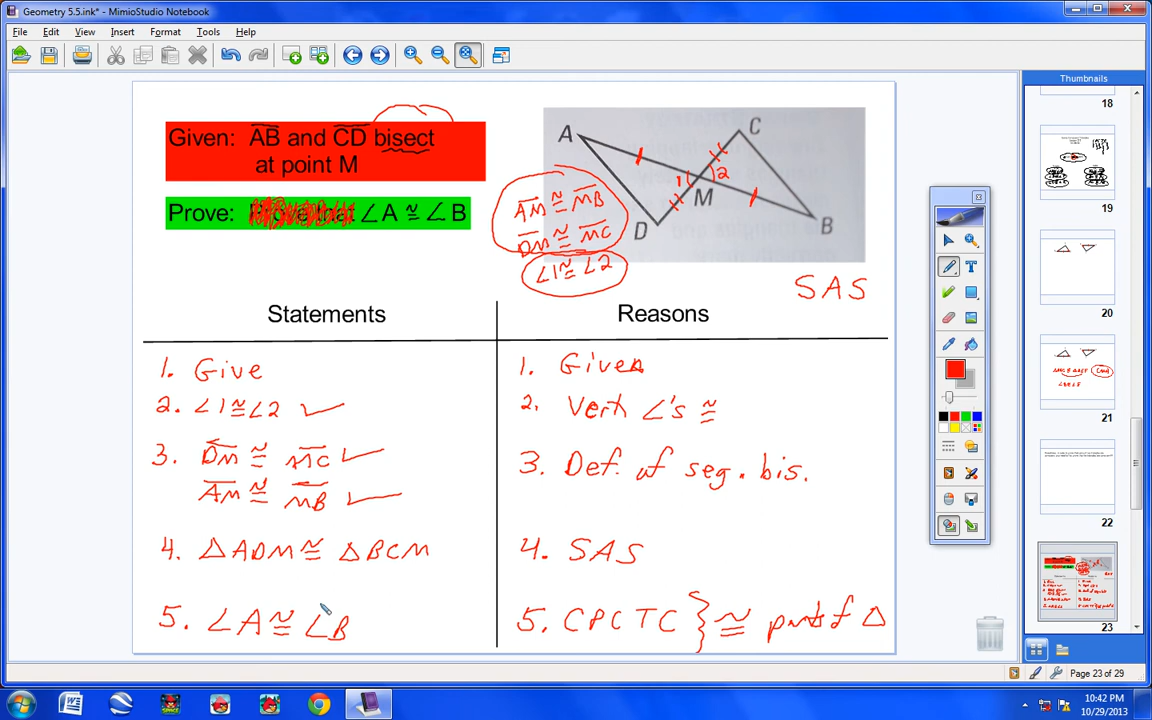 Geometry 5.5.ink* - MimioStudio Notebook
File Edit View Insert Format Tools Help
Thumbnails
18
19
20
21
22
23
Given: AB and CD bisect
at point M
Prove: ∠A ≅ ∠B
A
C
1
2
M
D
B
AM ≅ MB
DM ≅ MC
∠1 ≅ ∠2
SAS
Statements
Reasons
1. Give
1. Given
2. ∠1≅∠2
2. Vert ∠'s ≅
3. DM ≅ MC
AM ≅ MB
3. Def. of seg. bis.
4. △ADM ≅ △BCM
4. SAS
5. ∠A ≅ ∠B
5. CPCTC } ≅ parts of △
Page 23 of 29
10:42 PM
10/29/2013